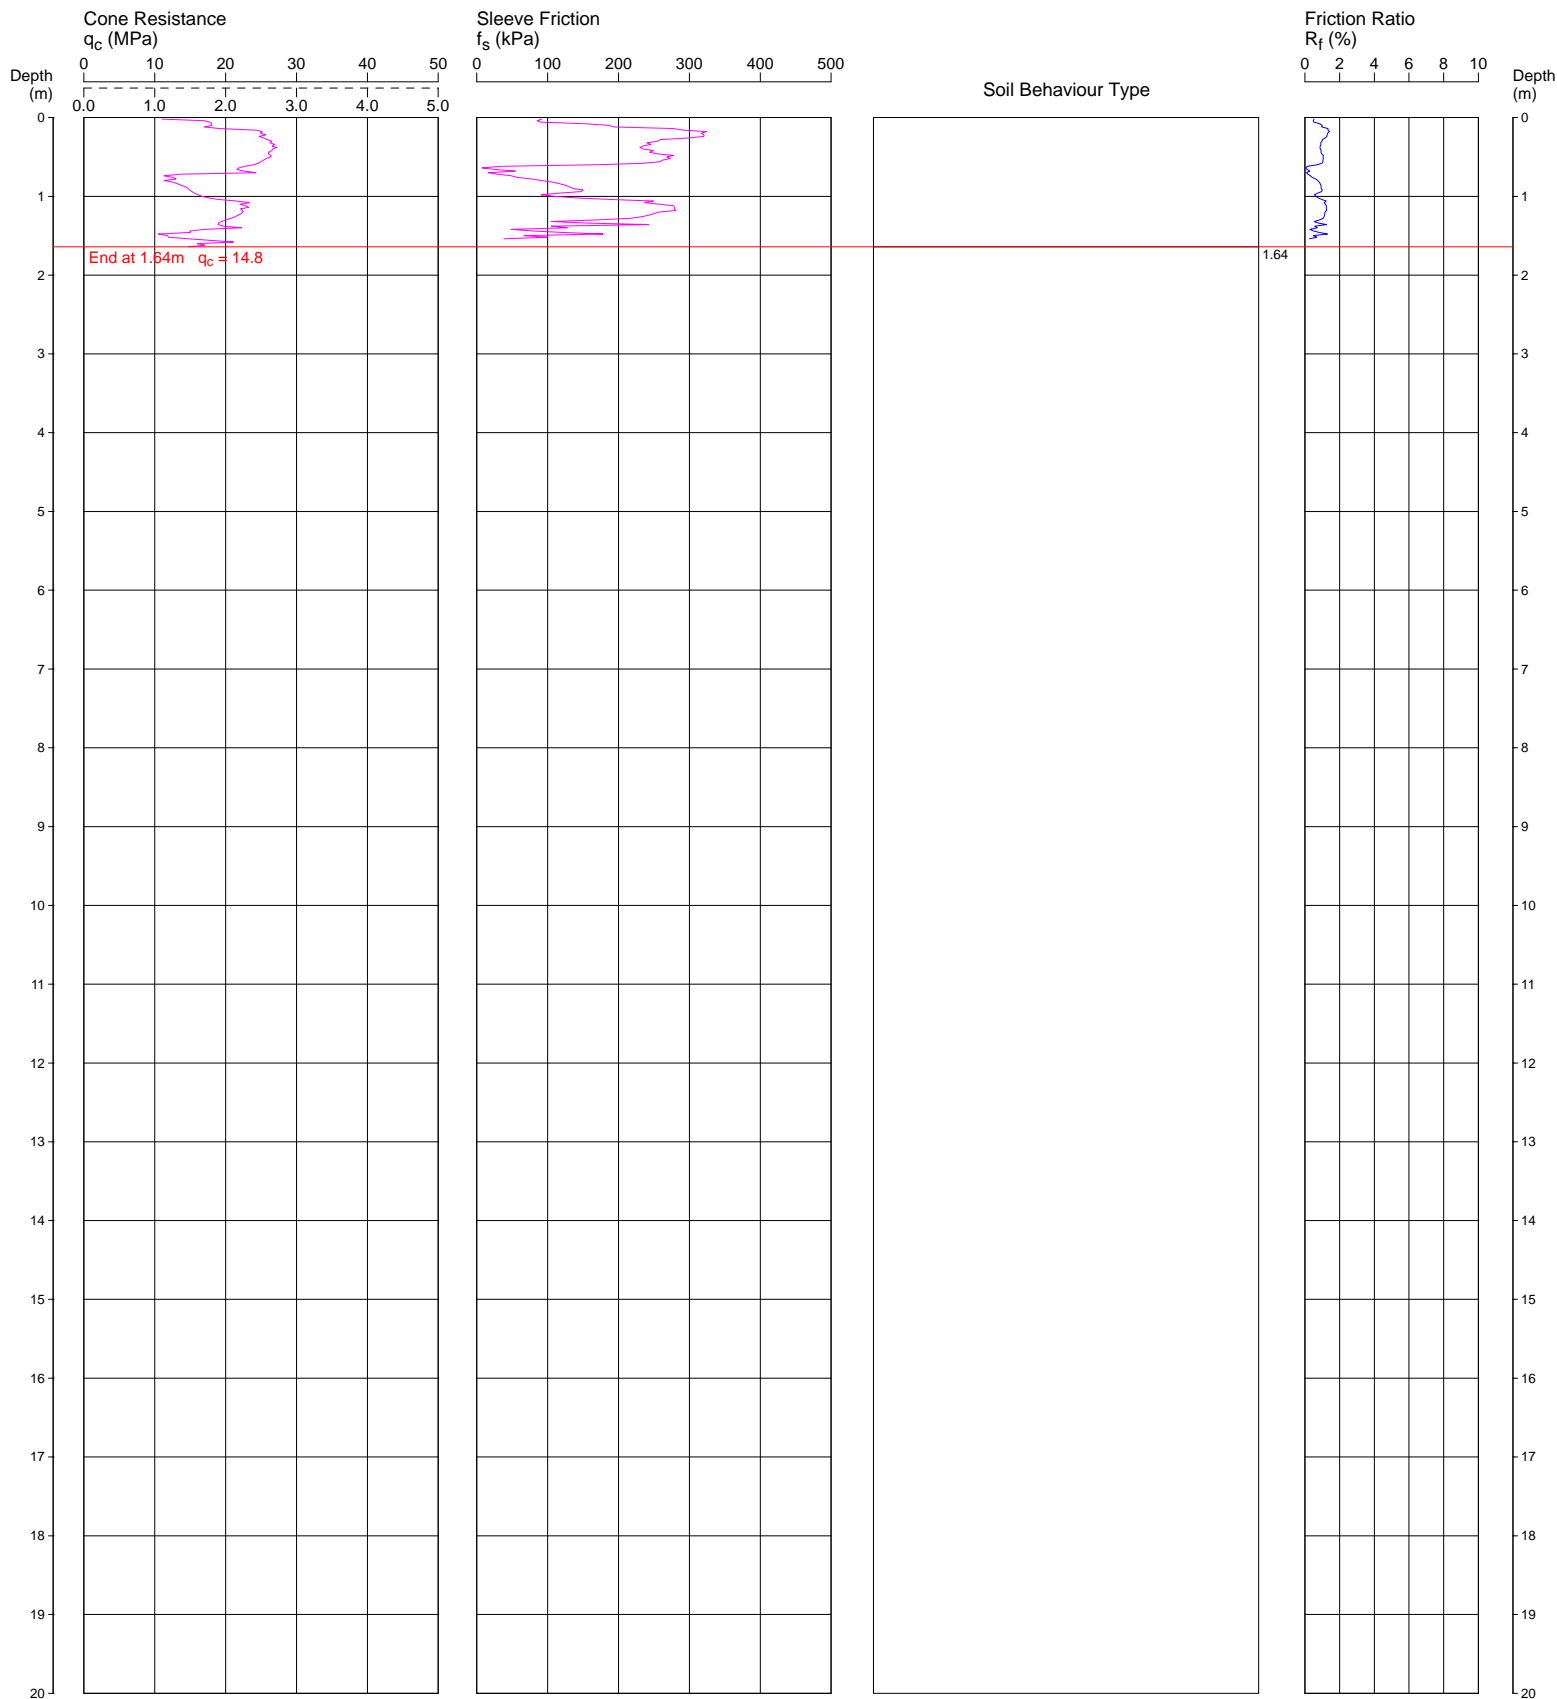 Cone Resistance
qc (MPa)
Sleeve Friction
fs (kPa)
Friction Ratio
Rf (%)
0 10 20 30 40 50
0 100 200 300 400 500
0 2 4 6 8 10
Depth
(m)
0.0 1.0 2.0 3.0 4.0 5.0
Soil Behaviour Type
Depth
(m)
0 0
1 1
End at 1.64m qc = 14.8
1.64
2 2
3 3
4 4
5 5
6 6
7 7
8 8
9 9
10 10
11 11
12 12
13 13
14 14
15 15
16 16
17 17
18 18
19 19
20 20